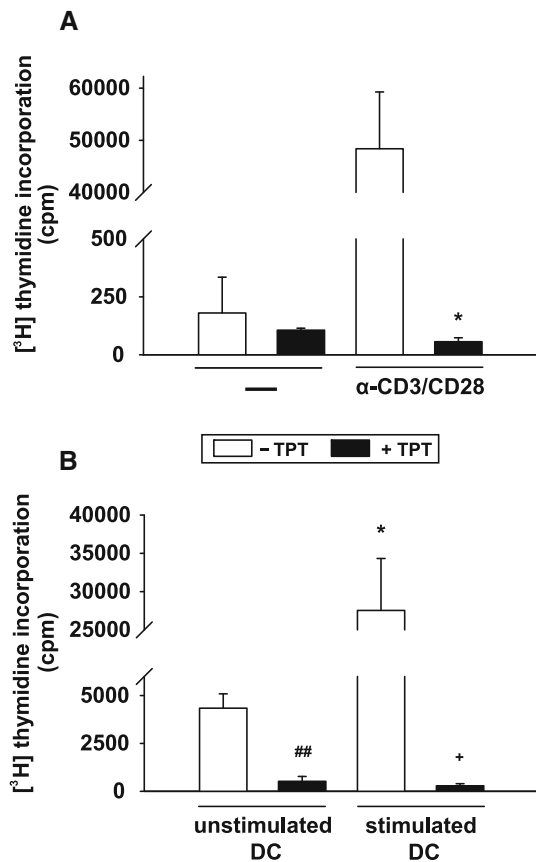 A
60000
50000
40000
500
250
0
[³H] thymidine incorporation
(cpm)
*
—
α-CD3/CD28
– TPT
+ TPT
B
40000
35000
30000
25000
5000
2500
0
[³H] thymidine incorporation
(cpm)
*
##
+
unstimulated
DC
stimulated
DC